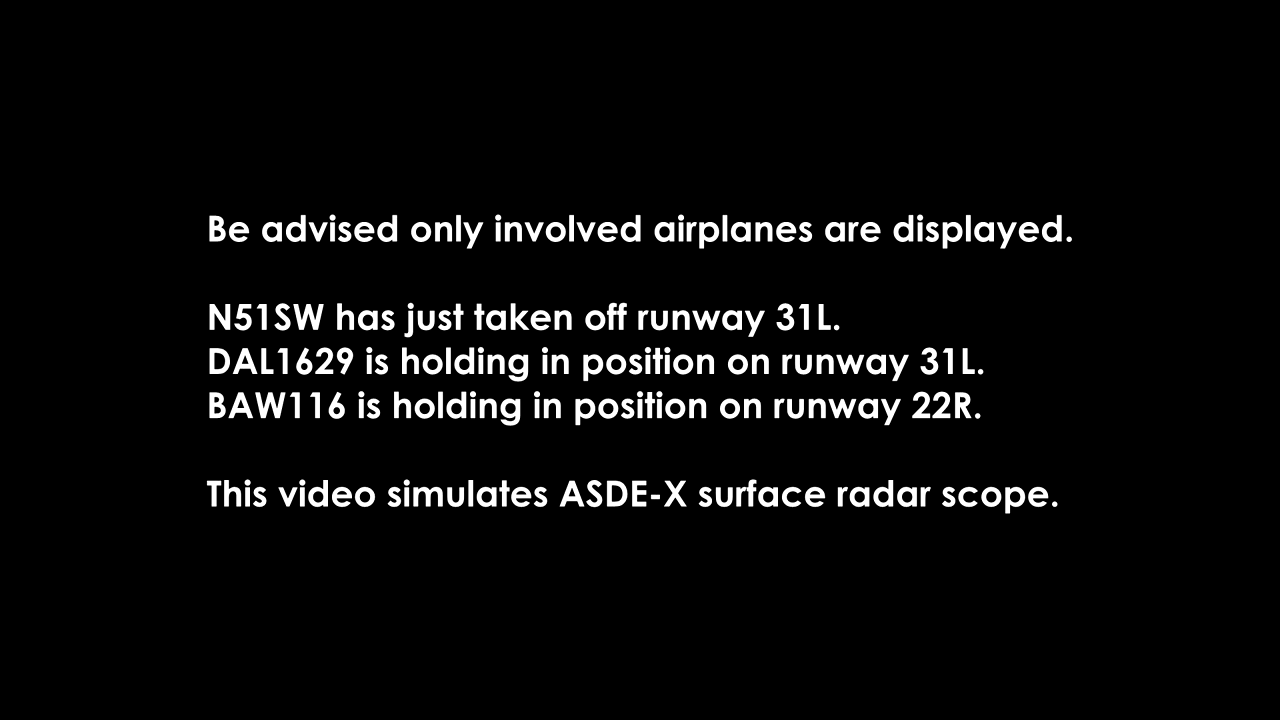 Be advised only involved airplanes are displayed.
N51SW has just taken off runway 31L.
DAL1629 is holding in position on runway 31L.
BAW116 is holding in position on runway 22R.
This video simulates ASDE-X surface radar scope.